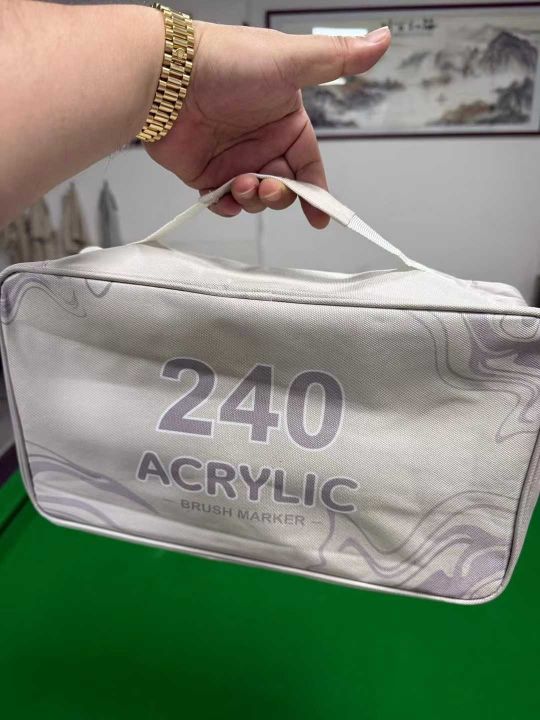 240
ACRYLIC
— BRUSH MARKER —